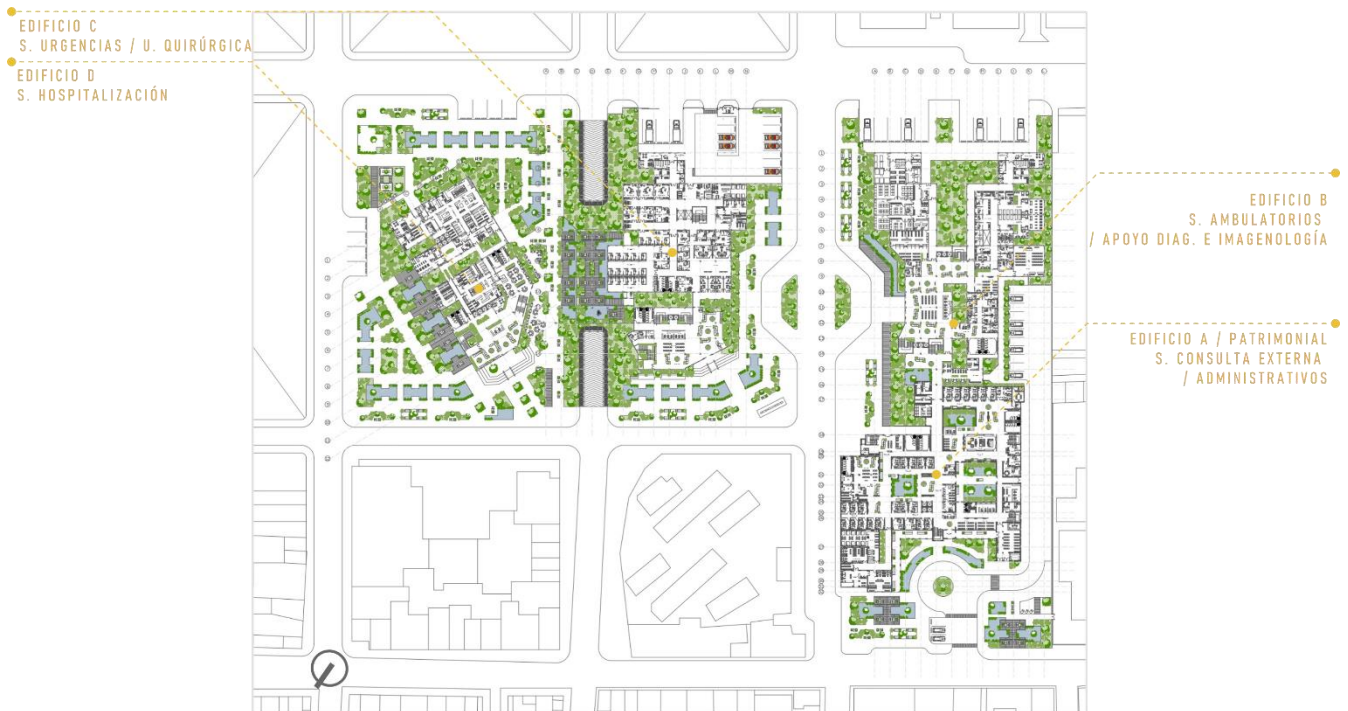 EDIFICIO C
S. URGENCIAS / U. QUIRÚRGICA
EDIFICIO D
S. HOSPITALIZACIÓN
EDIFICIO B
S. AMBULATORIOS
/ APOYO DIAG. E IMAGENOLOGÍA
EDIFICIO A / PATRIMONIAL
S. CONSULTA EXTERNA
/ ADMINISTRATIVOS